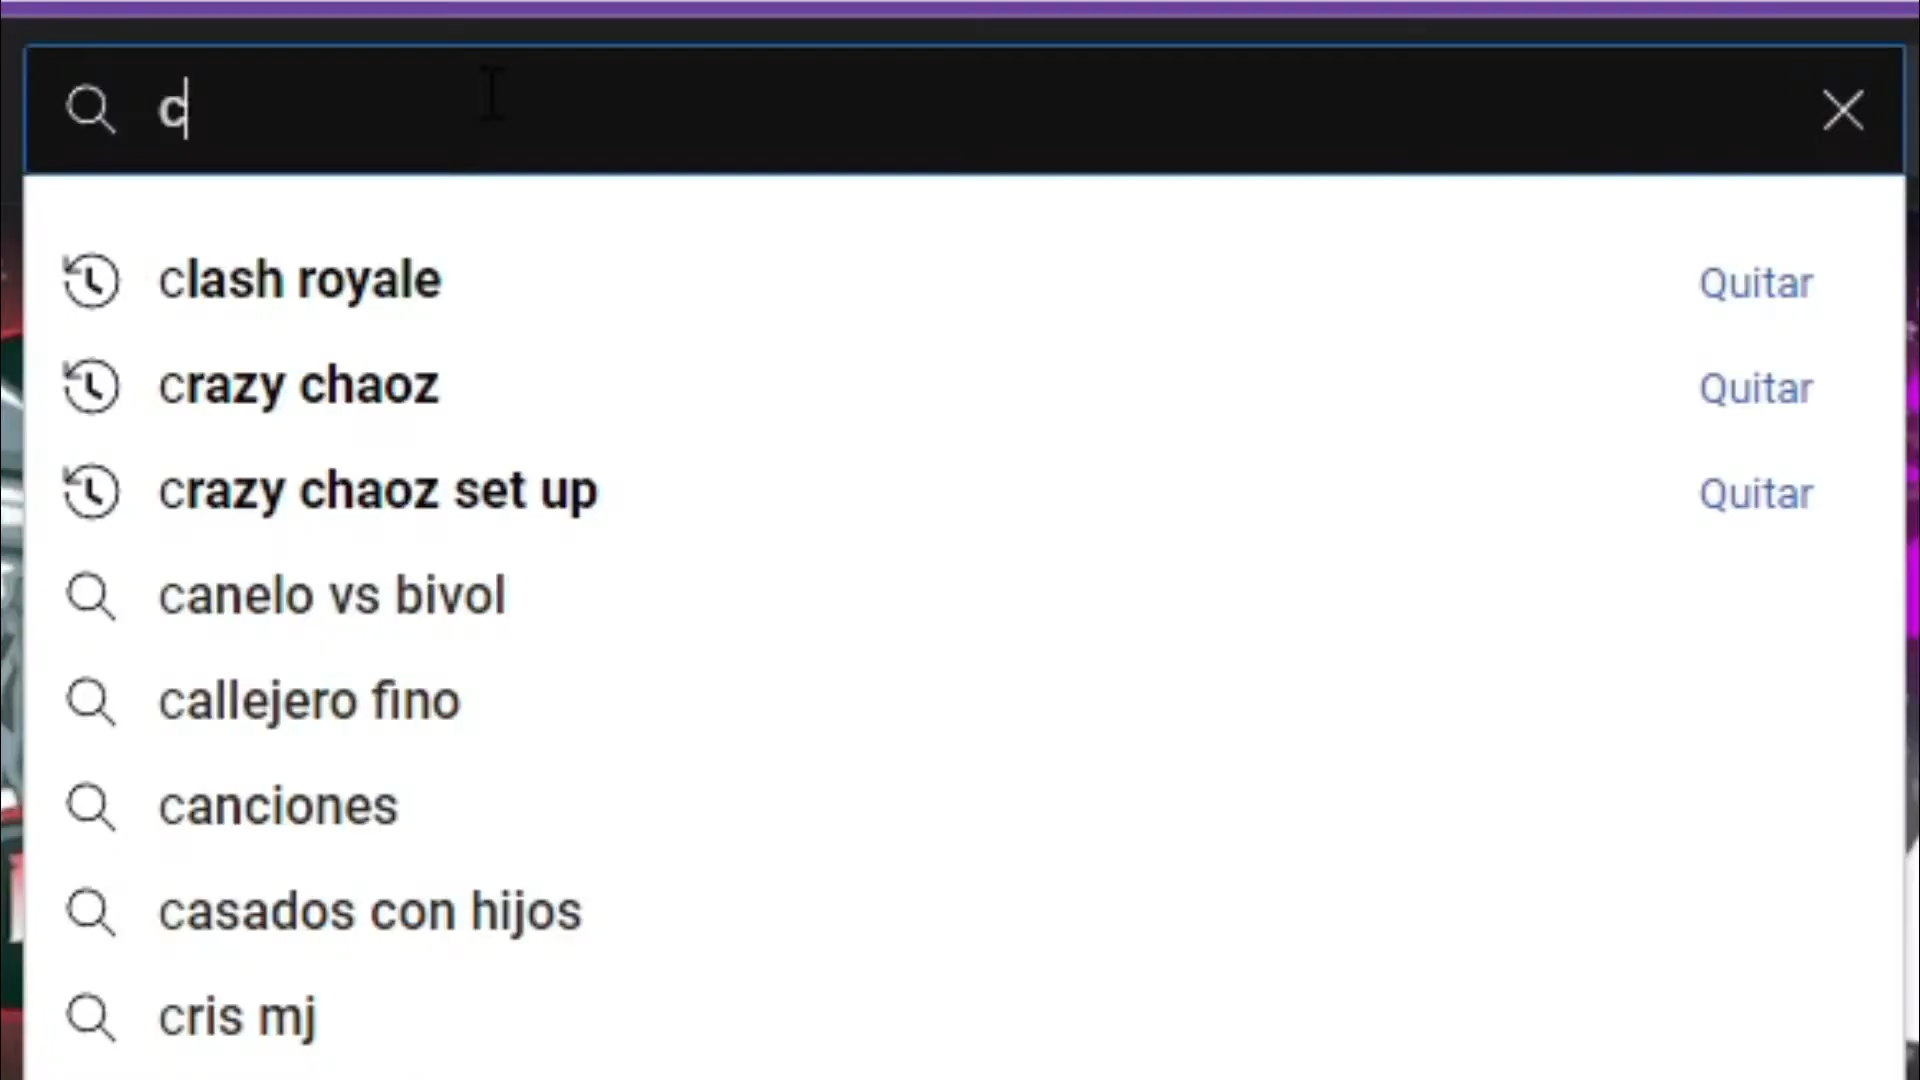 c
clash royale Quitar
crazy chaoz Quitar
crazy chaoz set up Quitar
canelo vs bivol
callejero fino
canciones
casados con hijos
cris mj